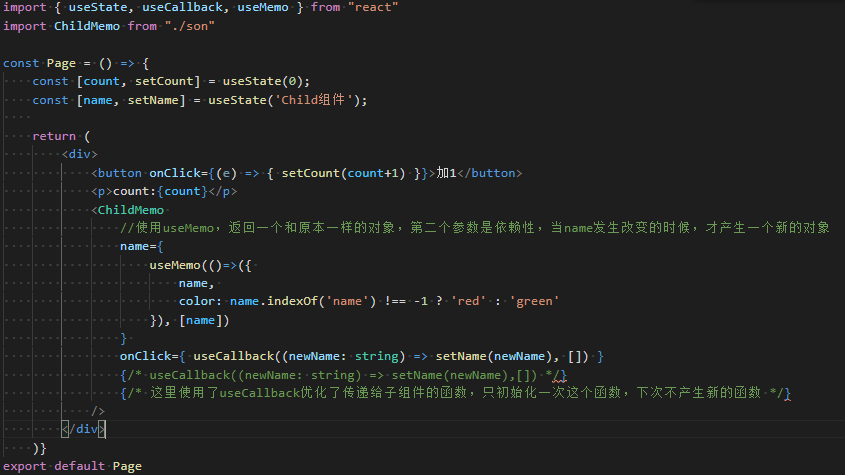 import { useState, useCallback, useMemo } from "react"
import ChildMemo from "./son"
const Page = () => {
const [count, setCount] = useState(0);
const [name, setName] = useState('Child组件');
return (
<div>
<button onClick={(e) => { setCount(count+1) }}>加1</button>
<p>count:{count}</p>
<ChildMemo
//使用useMemo，返回一个和原本一样的对象，第二个参数是依赖性，当name发生改变的时候，才产生一个新的对象
name={
useMemo(()=>({
name,
color: name.indexOf('name') !== -1 ? 'red' : 'green'
}), [name])
}
onClick={ useCallback((newName: string) => setName(newName), []) }
{/* useCallback((newName: string) => setName(newName),[]) */}
{/* 这里使用了useCallback优化了传递给子组件的函数，只初始化一次这个函数，下次不产生新的函数 */}
/>
</div>
)}
export default Page